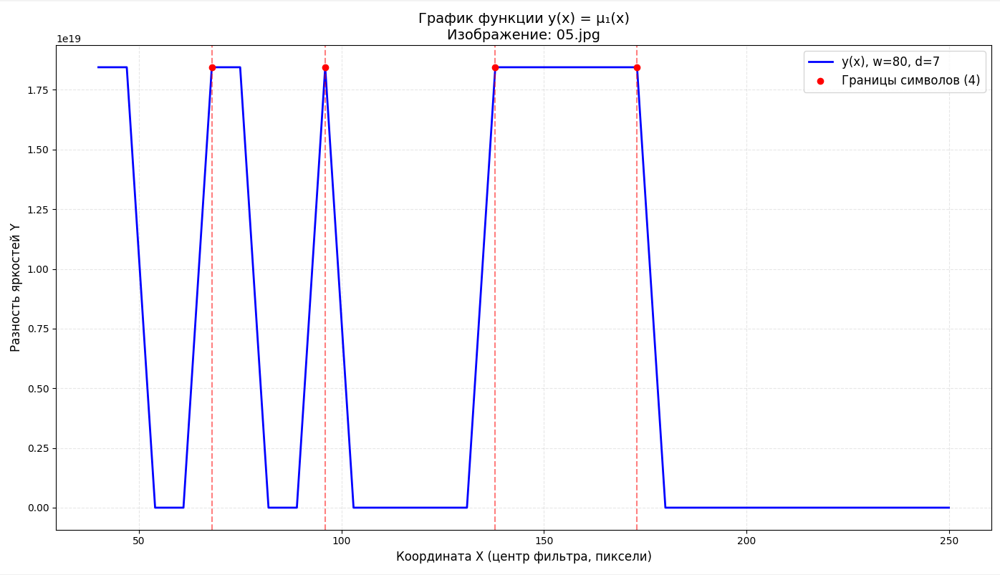 График функции y(x) = μ₁(x)
Изображение: 05.jpg
1e19
y(x), w=80, d=7
Границы символов (4)
1.75
1.50
1.25
1.00
0.75
0.50
0.25
0.00
Разность яркостей Y
50 100 150 200 250
Координата X (центр фильтра, пиксели)